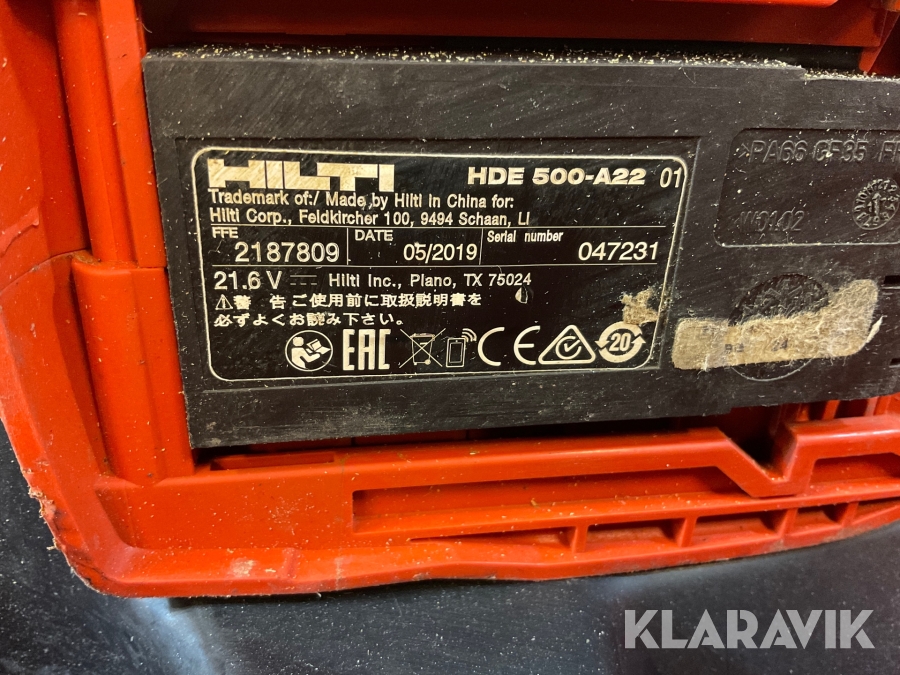 HILTI
HDE 500-A22 01
Trademark of:/ Made by Hilti in China for:
Hilti Corp., Feldkircher 100, 9494 Schaan, LI
FFE 2187809 DATE 05/2019 Serial number 047231
21.6 V Hilti Inc., Plano, TX 75024
警 告 ご使用前に取扱説明書を
必ずよくお読み下さい。
EAC CE 20
PA66 GF35
KLARAVIK